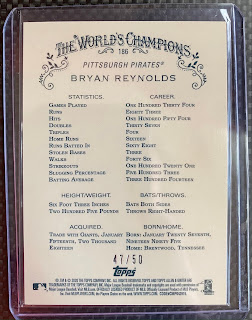 THE WORLD'S CHAMPIONS
186
PITTSBURGH PIRATES®
BRYAN REYNOLDS
STATISTICS. CAREER.
GAMES PLAYED ONE HUNDRED THIRTY FOUR
RUNS EIGHTY THREE
HITS ONE HUNDRED FIFTY FOUR
DOUBLES THIRTY SEVEN
TRIPLES FOUR
HOME RUNS SIXTEEN
RUNS BATTED IN SIXTY EIGHT
STOLEN BASES THREE
WALKS FORTY SIX
STRIKEOUTS ONE HUNDRED TWENTY ONE
SLUGGING PERCENTAGE FIVE HUNDRED THREE
BATTING AVERAGE THREE HUNDRED FOURTEEN
HEIGHT/WEIGHT. BATS/THROWS.
SIX FOOT THREE INCHES BATS BOTH SIDES
TWO HUNDRED FIVE POUNDS THROWS RIGHT-HANDED
ACQUIRED. BORN/HOME.
TRADE WITH GIANTS, JANUARY BORN: JANUARY TWENTY SEVENTH,
FIFTEENTH, TWO THOUSAND NINETEEN NINETY FIVE
EIGHTEEN HOME: BRENTWOOD, TENNESSEE
47/50
Topps